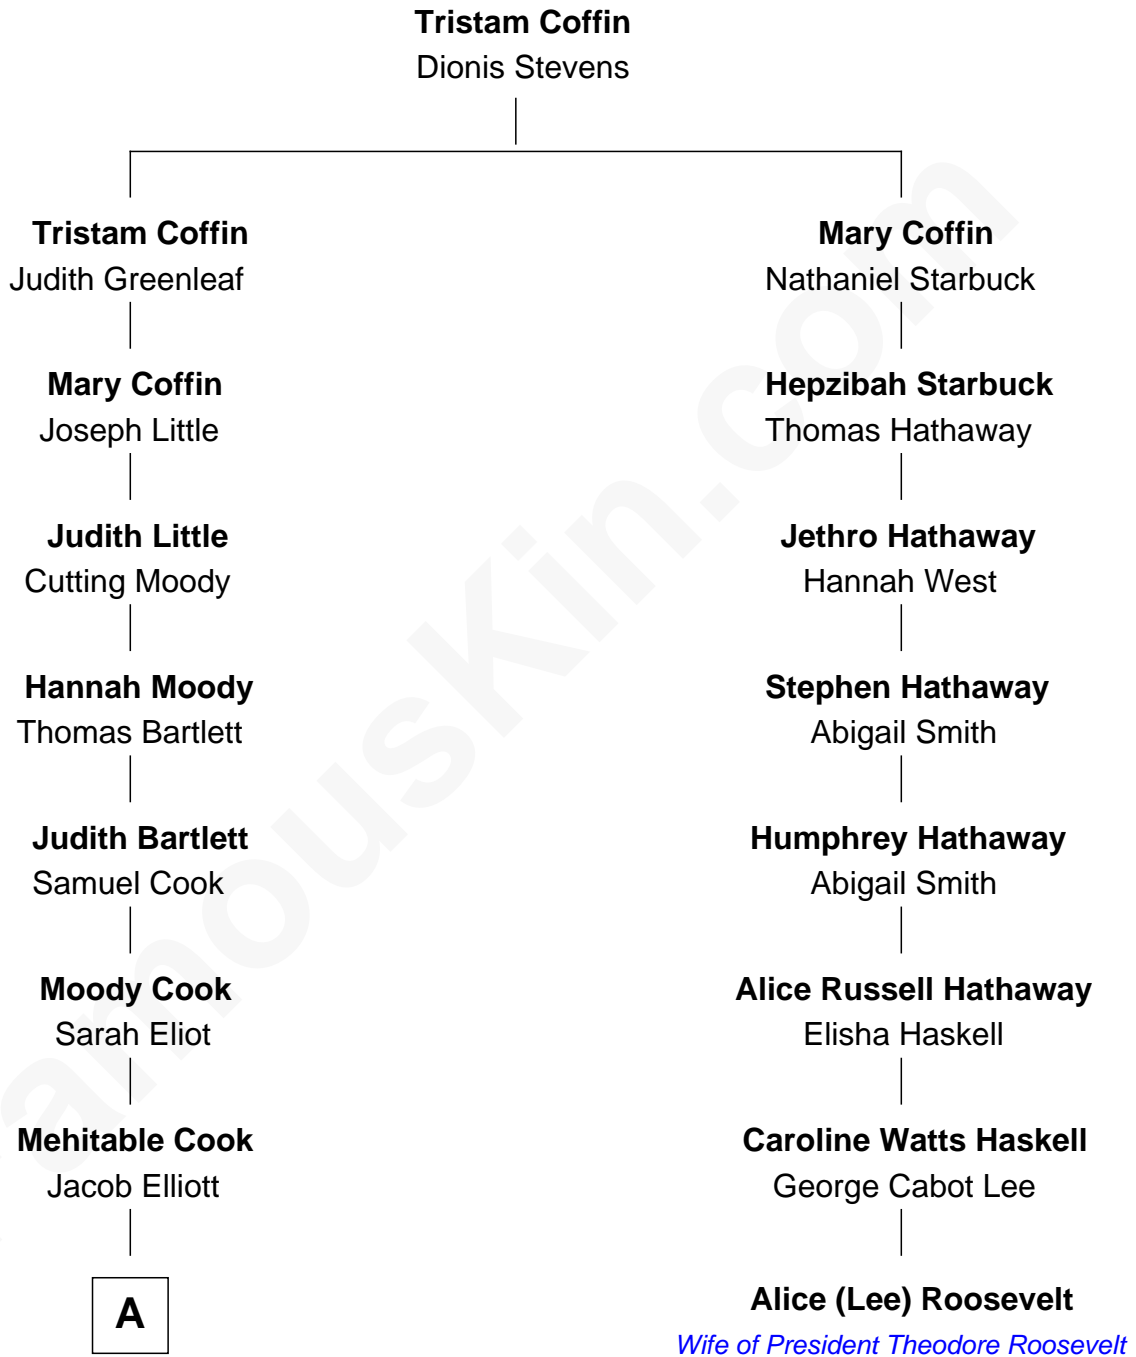 Tristam Coffin
Dionis Stevens
Tristam Coffin
Judith Greenleaf
Mary Coffin
Nathaniel Starbuck
Mary Coffin
Joseph Little
Hepzibah Starbuck
Thomas Hathaway
Judith Little
Cutting Moody
Jethro Hathaway
Hannah West
Hannah Moody
Thomas Bartlett
Stephen Hathaway
Abigail Smith
Judith Bartlett
Samuel Cook
Humphrey Hathaway
Abigail Smith
Moody Cook
Sarah Eliot
Alice Russell Hathaway
Elisha Haskell
Mehitable Cook
Jacob Elliott
Caroline Watts Haskell
George Cabot Lee
A
Alice (Lee) Roosevelt
Wife of President Theodore Roosevelt
amousKin.com